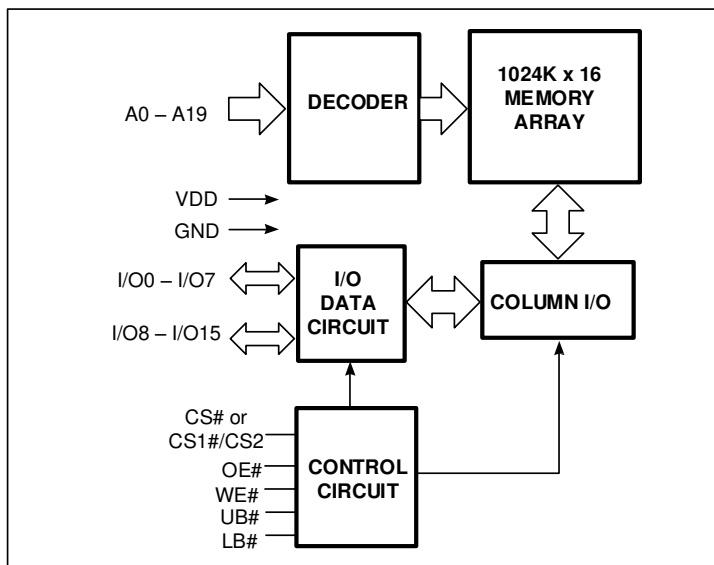 A0 – A19
DECODER
1024K x 16
MEMORY
ARRAY
VDD
GND
I/O0 – I/O7
I/O8 – I/O15
I/O
DATA
CIRCUIT
COLUMN I/O
CS# or
CS1#/CS2
OE#
WE#
UB#
LB#
CONTROL
CIRCUIT